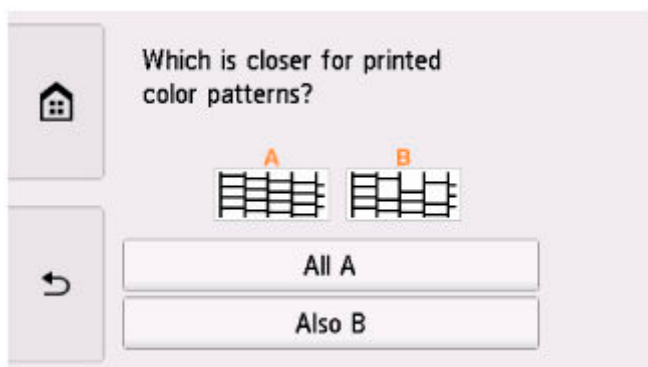 Which is closer for printed
color patterns?
A B
All A
Also B